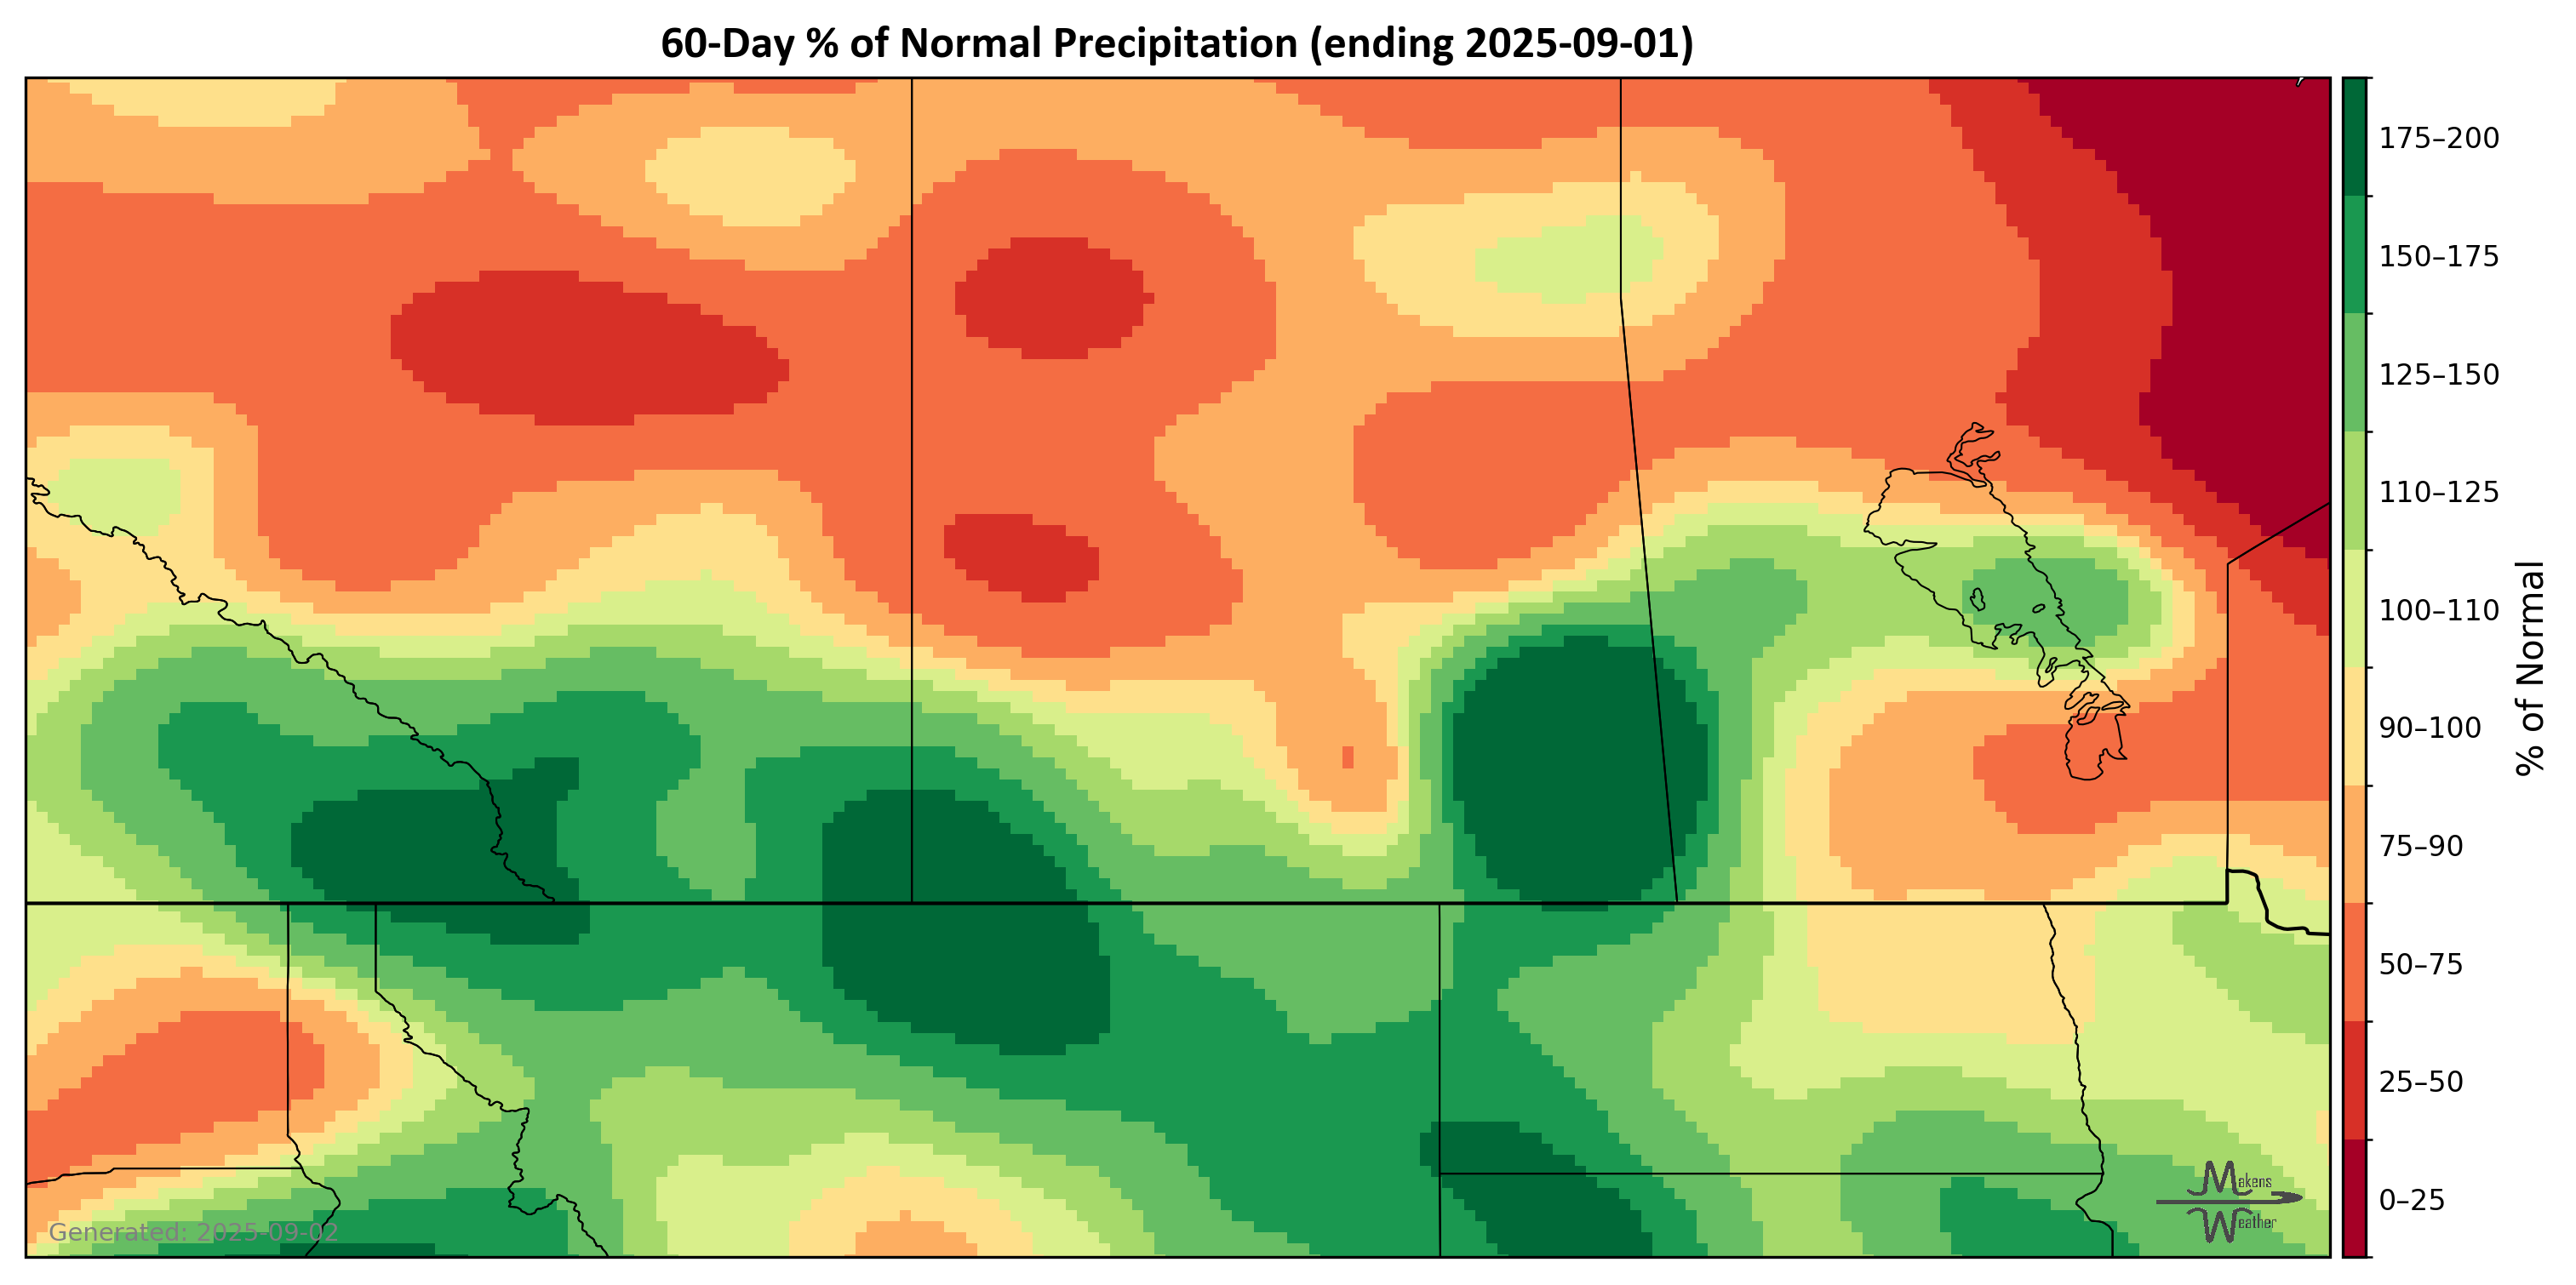 60-Day % of Normal Precipitation (ending 2025-09-01)
175–200
150–175
125–150
110–125
100–110
90–100
75–90
50–75
25–50
0–25
% of Normal
Makens
Weather
Generated: 2025-09-02